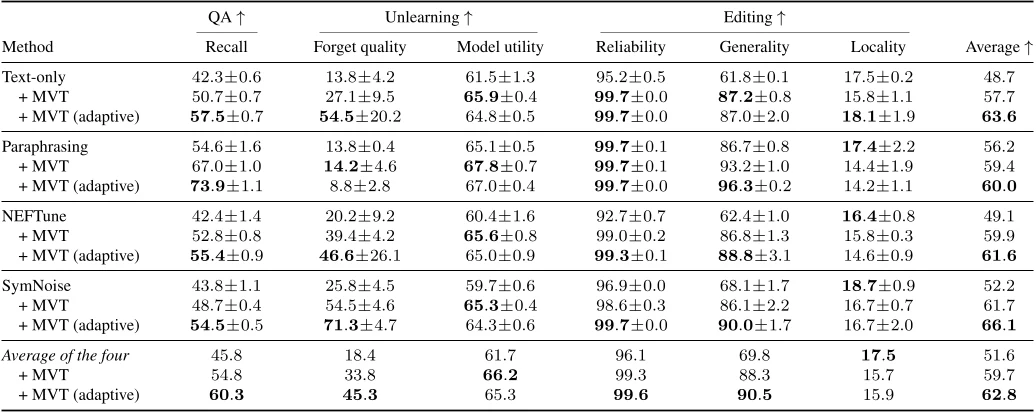 QA ↑ Unlearning ↑ Editing ↑
Method Recall Forget quality Model utility Reliability Generality Locality Average ↑
Text-only 42.3±0.6 13.8±4.2 61.5±1.3 95.2±0.5 61.8±0.1 17.5±0.2 48.7
+ MVT 50.7±0.7 27.1±9.5 65.9±0.4 99.7±0.0 87.2±0.8 15.8±1.1 57.7
+ MVT (adaptive) 57.5±0.7 54.5±20.2 64.8±0.5 99.7±0.0 87.0±2.0 18.1±1.9 63.6
Paraphrasing 54.6±1.6 13.8±0.4 65.1±0.5 99.7±0.1 86.7±0.8 17.4±2.2 56.2
+ MVT 67.0±1.0 14.2±4.6 67.8±0.7 99.7±0.1 93.2±1.0 14.4±1.9 59.4
+ MVT (adaptive) 73.9±1.1 8.8±2.8 67.0±0.4 99.7±0.0 96.3±0.2 14.2±1.1 60.0
NEFTune 42.4±1.4 20.2±9.2 60.4±1.6 92.7±0.7 62.4±1.0 16.4±0.8 49.1
+ MVT 52.8±0.8 39.4±4.2 65.6±0.8 99.0±0.2 86.8±1.3 15.8±0.3 59.9
+ MVT (adaptive) 55.4±0.9 46.6±26.1 65.0±0.9 99.3±0.1 88.8±3.1 14.6±0.9 61.6
SymNoise 43.8±1.1 25.8±4.5 59.7±0.6 96.9±0.0 68.1±1.7 18.7±0.9 52.2
+ MVT 48.7±0.4 54.5±4.6 65.3±0.4 98.6±0.3 86.1±2.2 16.7±0.7 61.7
+ MVT (adaptive) 54.5±0.5 71.3±4.7 64.3±0.6 99.7±0.0 90.0±1.7 16.7±2.0 66.1
Average of the four 45.8 18.4 61.7 96.1 69.8 17.5 51.6
+ MVT 54.8 33.8 66.2 99.3 88.3 15.7 59.7
+ MVT (adaptive) 60.3 45.3 65.3 99.6 90.5 15.9 62.8